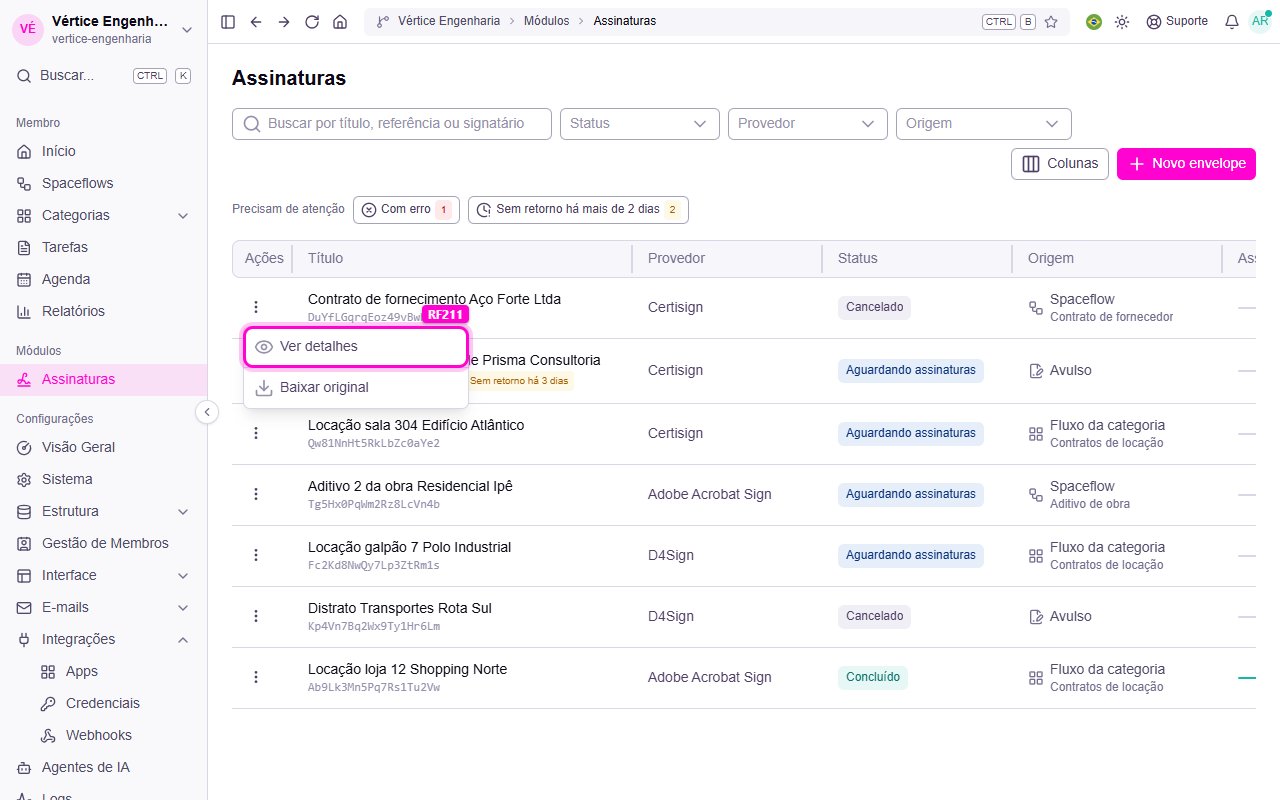 VÉ
Vértice Engenh...
vertice-engenharia
Vértice Engenharia
Módulos
Assinaturas
CTRL
B
Suporte
AR
Buscar...
CTRL
K
Membro
Início
Spaceflows
Categorias
Tarefas
Agenda
Relatórios
Módulos
Assinaturas
Configurações
Visão Geral
Sistema
Estrutura
Gestão de Membros
Interface
E-mails
Integrações
Apps
Credenciais
Webhooks
Agentes de IA
Logs
Assinaturas
Buscar por título, referência ou signatário
Status
Provedor
Origem
Colunas
Novo envelope
Precisam de atenção
Com erro 1
Sem retorno há mais de 2 dias 2
Ações
Título
Provedor
Status
Origem
Contrato de fornecimento Aço Forte Ltda
RF211
Certisign
Cancelado
Spaceflow
Contrato de fornecedor
Ver detalhes
Baixar original
Prisma Consultoria
Sem retorno há 3 dias
Certisign
Aguardando assinaturas
Avulso
Locação sala 304 Edifício Atlântico
Qw81NnHt5RkLbZc0aYe2
Certisign
Aguardando assinaturas
Fluxo da categoria
Contratos de locação
Aditivo 2 da obra Residencial Ipê
Tg5Hx0PqWm2Rz8LcVn4b
Adobe Acrobat Sign
Aguardando assinaturas
Spaceflow
Aditivo de obra
Locação galpão 7 Polo Industrial
Fc2Kd8NwQy7Lp3ZtRm1s
D4Sign
Aguardando assinaturas
Fluxo da categoria
Contratos de locação
Distrato Transportes Rota Sul
Kp4Vn7Bq2Wx9Ty1Hr6Lm
D4Sign
Cancelado
Avulso
Locação loja 12 Shopping Norte
Ab9Lk3Mn5Pq7Rs1Tu2Vw
Adobe Acrobat Sign
Concluído
Fluxo da categoria
Contratos de locação